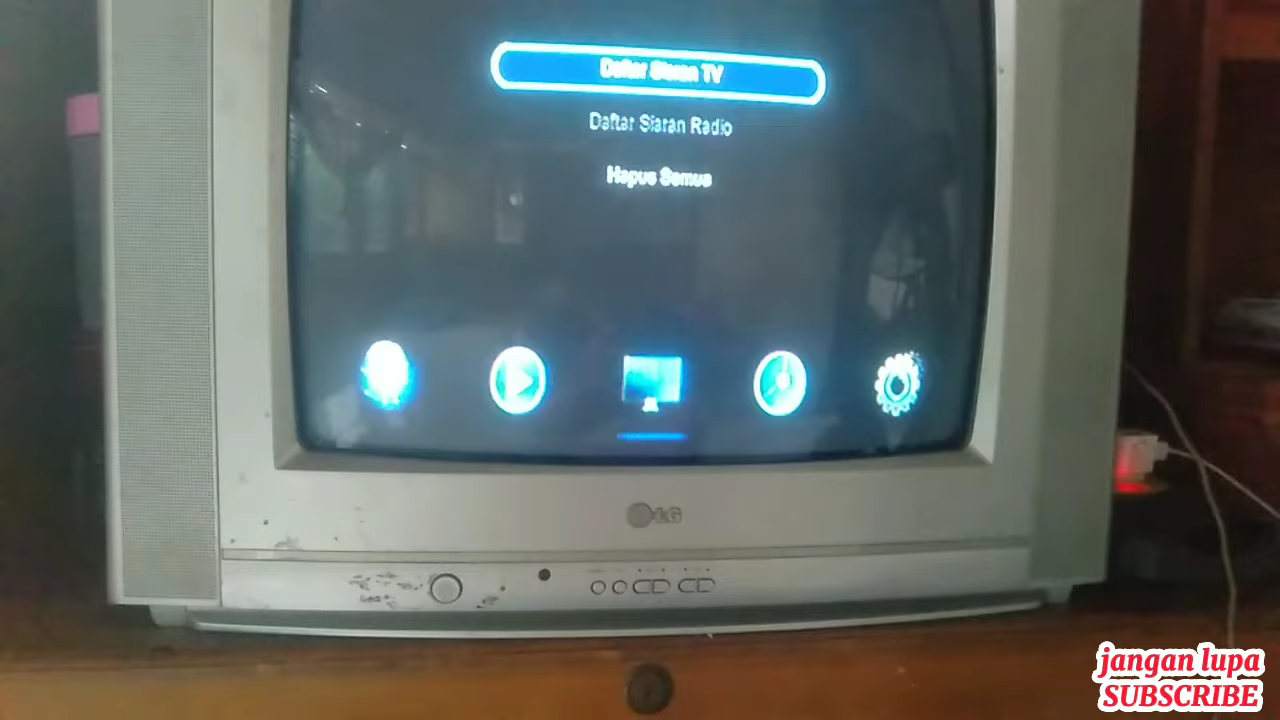 Daftar Siaran TV
Daftar Siaran Radio
Hapus Semua
LG
jangan lupa
SUBSCRIBE